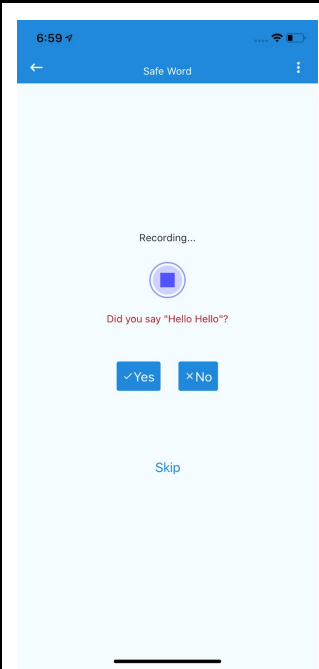 6:59
Safe Word
Recording...
Did you say "Hello Hello"?
Yes
No
Skip